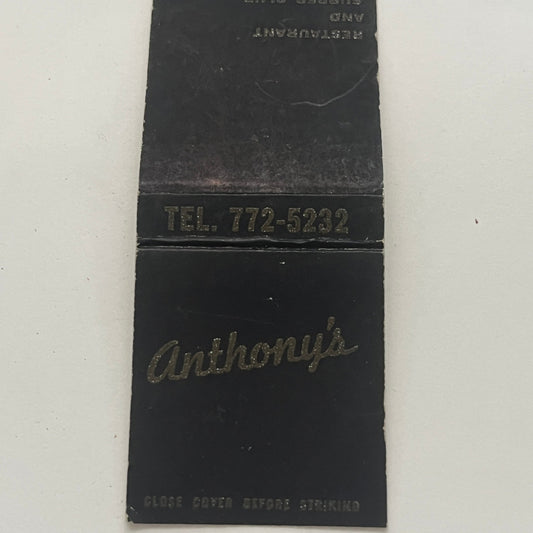 RESTAURANT
AND
SUPPER CLUB
TEL. 772-5232
Anthony's
CLOSE COVER BEFORE STRIKING